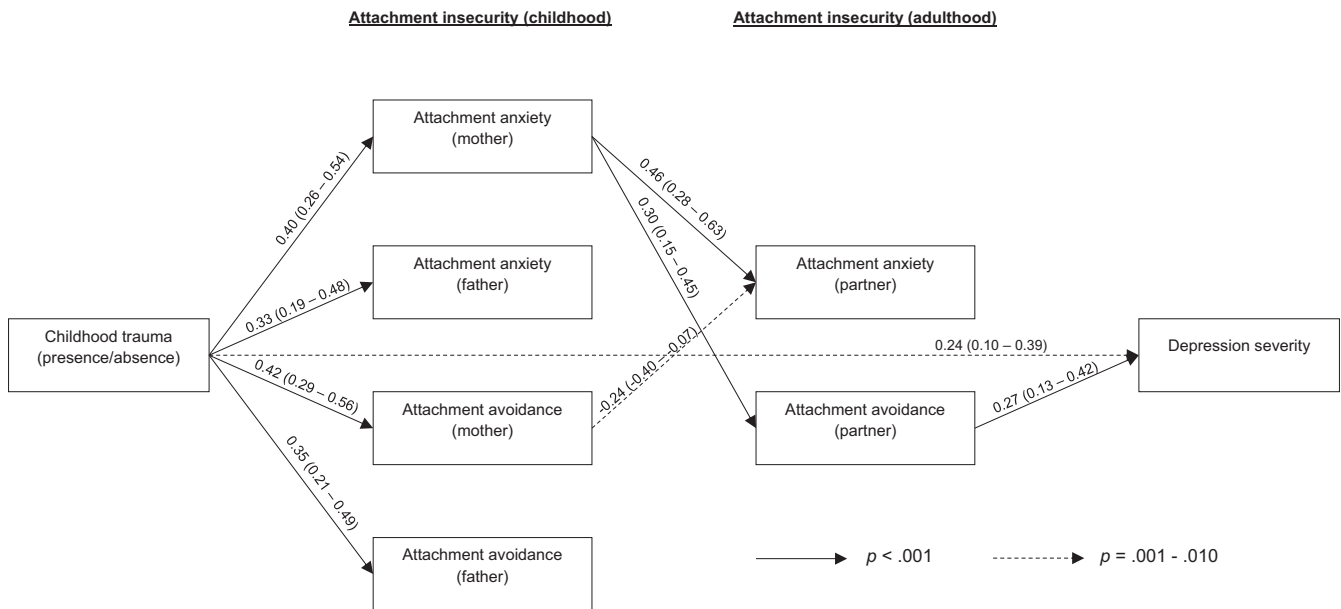 Attachment insecurity (childhood)
Attachment insecurity (adulthood)
Attachment anxiety
(mother)
0.40 (0.26 – 0.54)
0.46 (0.28 – 0.63)
0.30 (0.15 – 0.45)
Attachment anxiety
(father)
Attachment anxiety
(partner)
0.33 (0.19 – 0.48)
Childhood trauma
(presence/absence)
0.24 (0.10 – 0.39)
Depression severity
0.42 (0.29 – 0.56)
-0.24 (-0.40 – -0.07)
Attachment avoidance
(mother)
Attachment avoidance
(partner)
0.27 (0.13 – 0.42)
0.35 (0.21 – 0.49)
Attachment avoidance
(father)
p < .001
p = .001 - .010